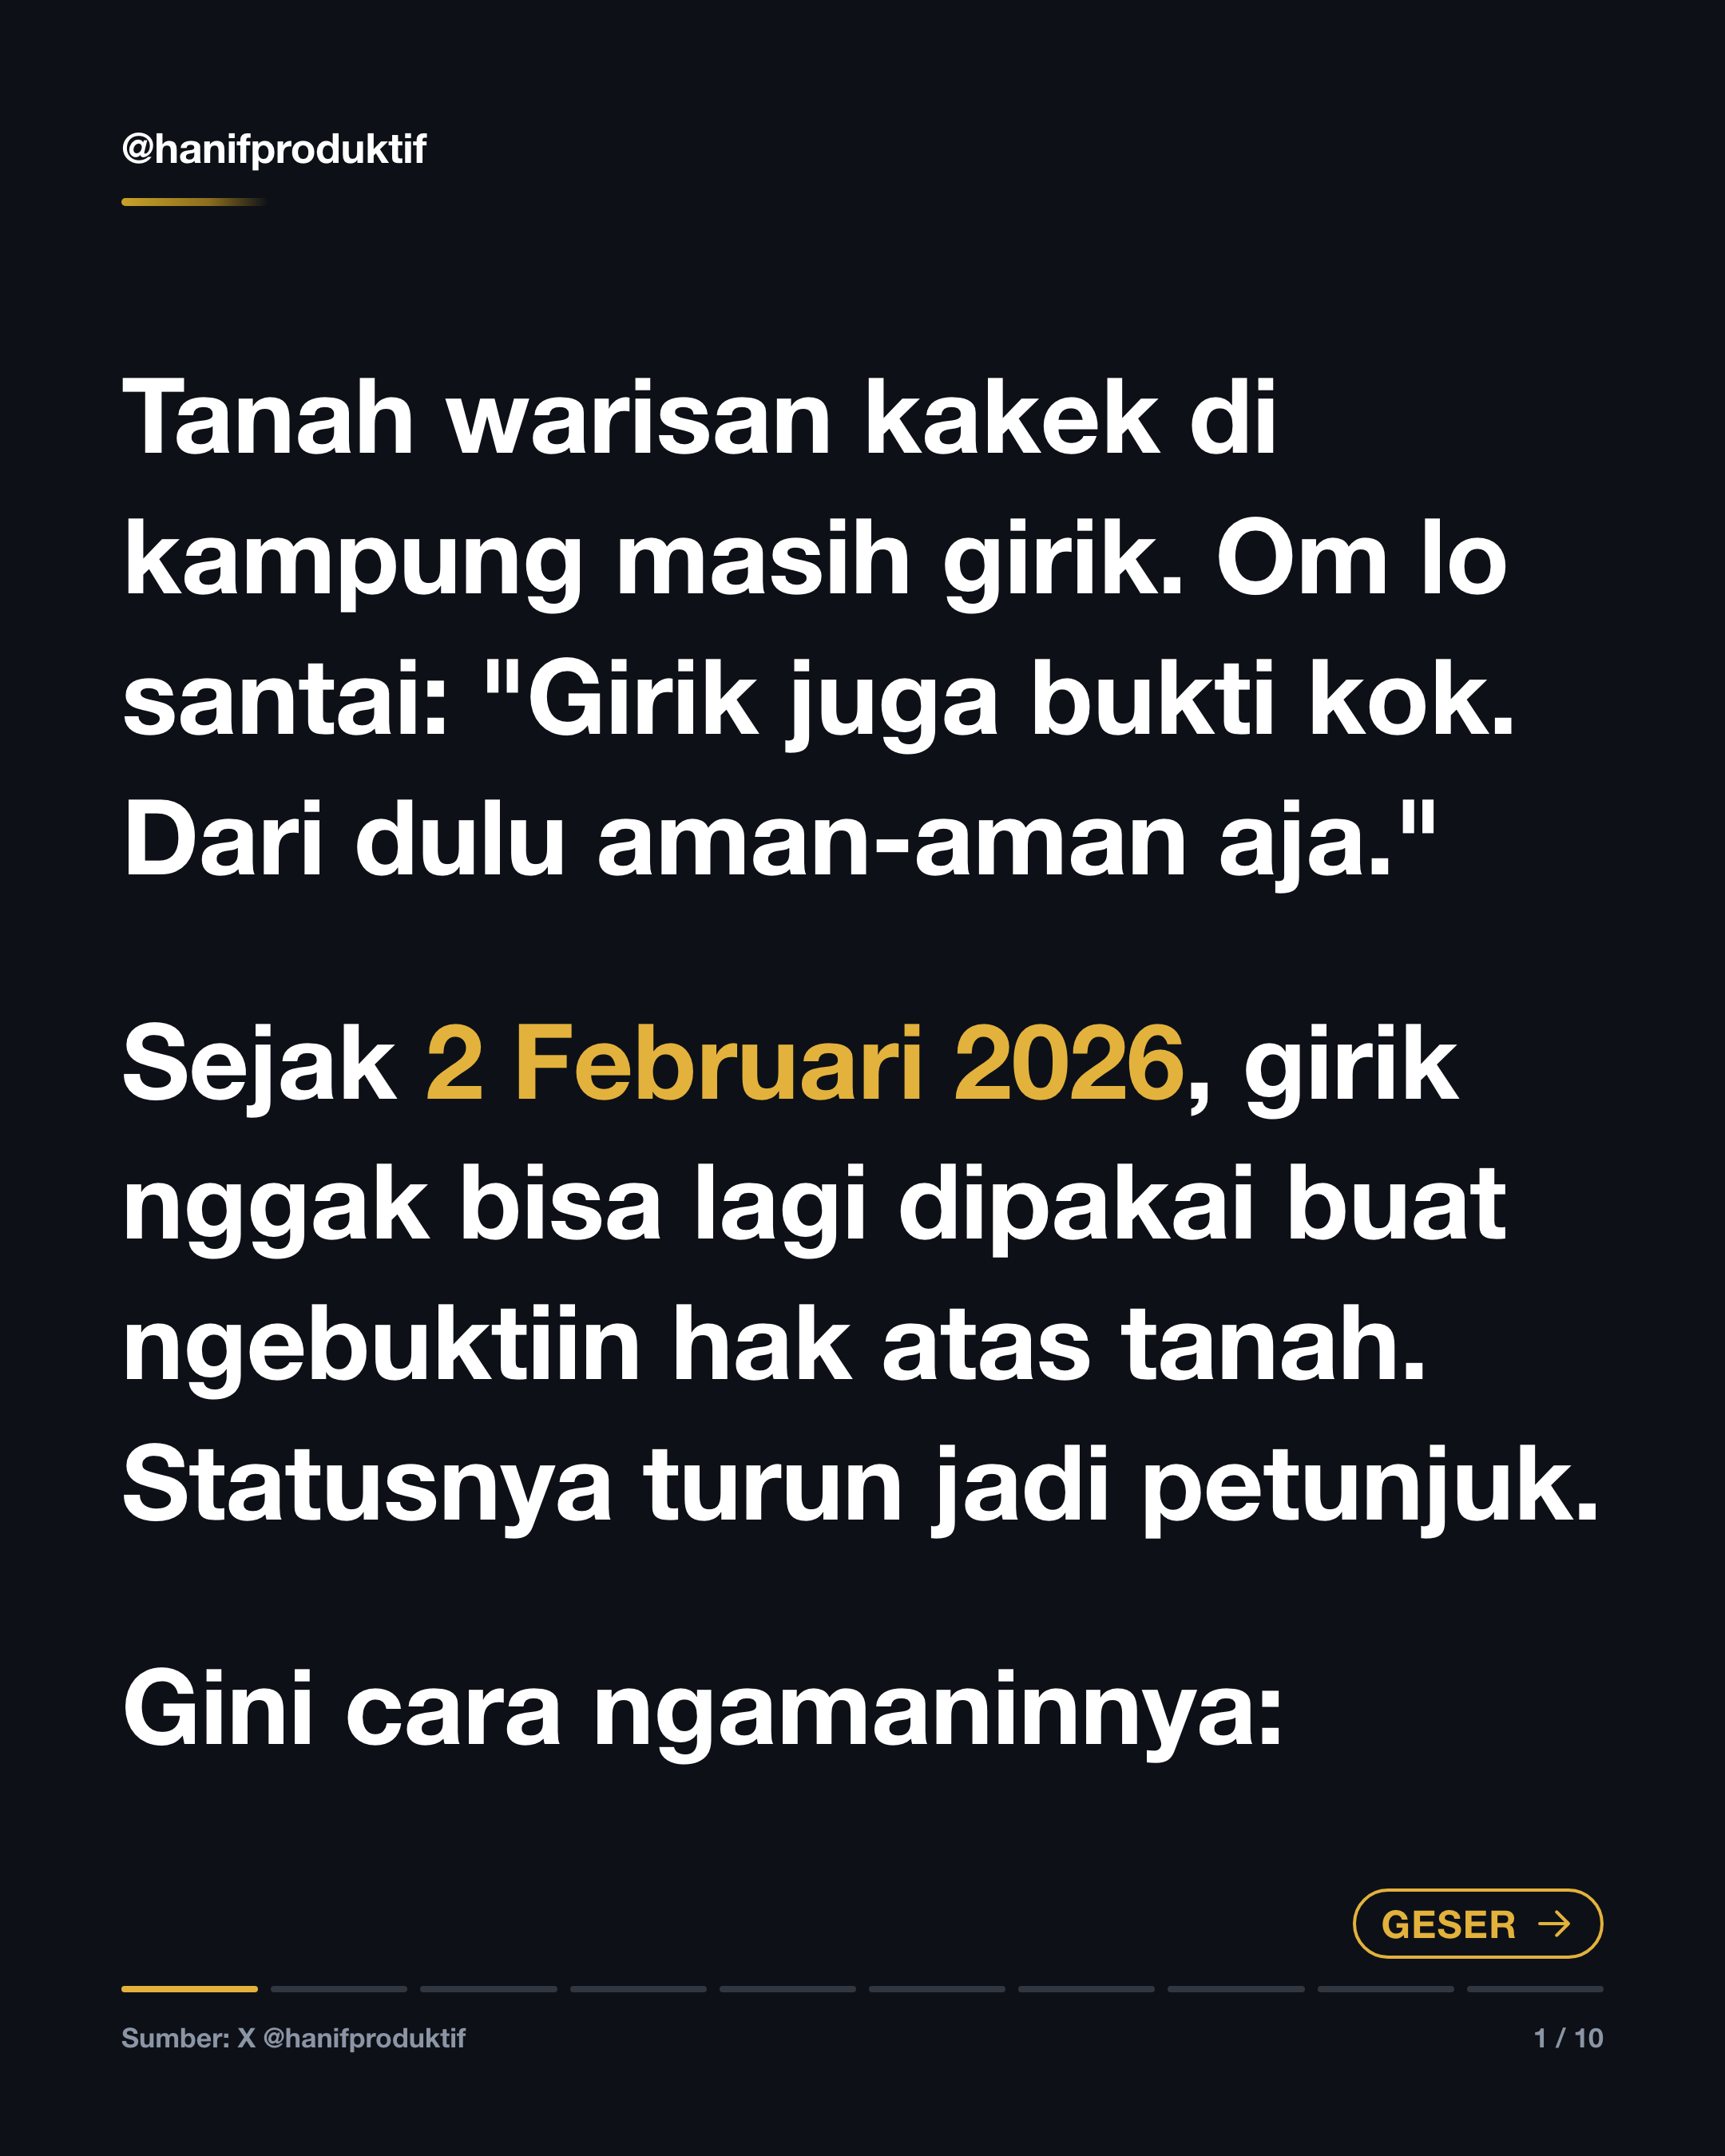 @hanifproduktif
Tanah warisan kakek di
kampung masih girik. Om lo
santai: "Girik juga bukti kok.
Dari dulu aman-aman aja."
Sejak 2 Februari 2026, girik
nggak bisa lagi dipakai buat
ngebuktiin hak atas tanah.
Statusnya turun jadi petunjuk.
Gini cara ngamaninnya:
GESER →
Sumber: X @hanifproduktif
1 / 10